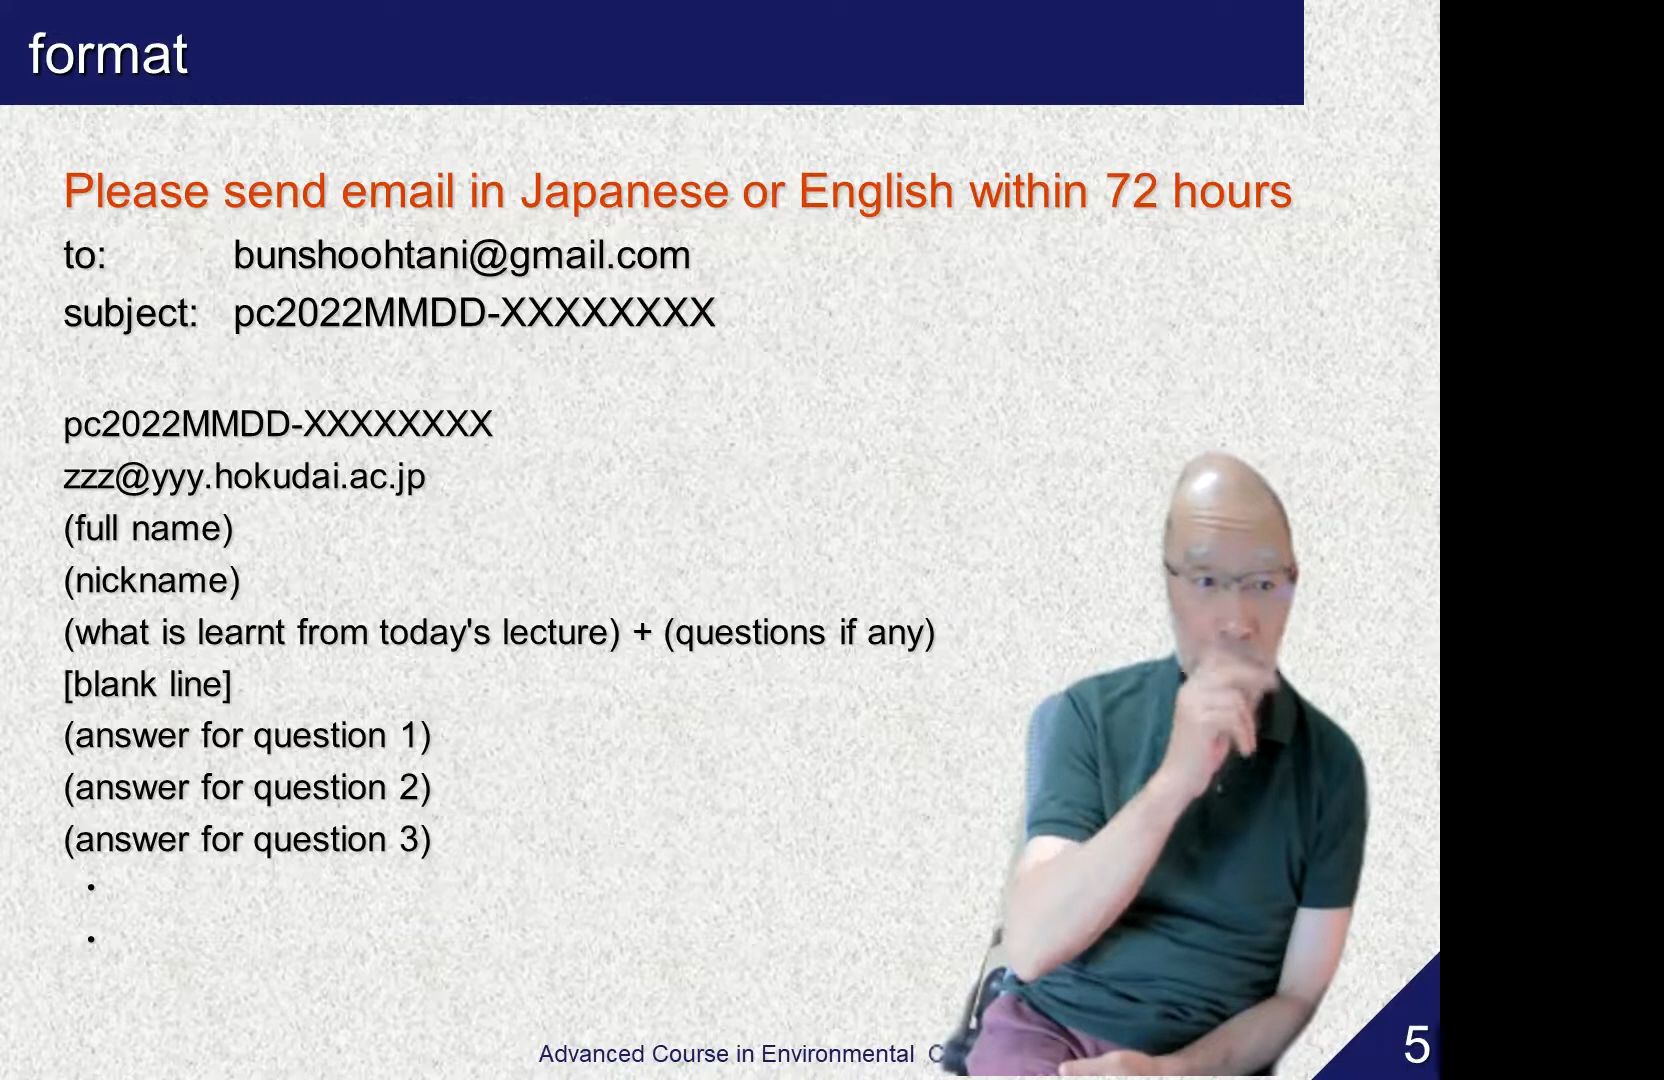 format
Please send email in Japanese or English within 72 hours
to: bunshoohtani@gmail.com
subject: pc2022MMDD-XXXXXXXX
pc2022MMDD-XXXXXXXX
zzz@yyy.hokudai.ac.jp
(full name)
(nickname)
(what is learnt from today's lecture) + (questions if any)
[blank line]
(answer for question 1)
(answer for question 2)
(answer for question 3)
・
・
Advanced Course in Environmental C
5